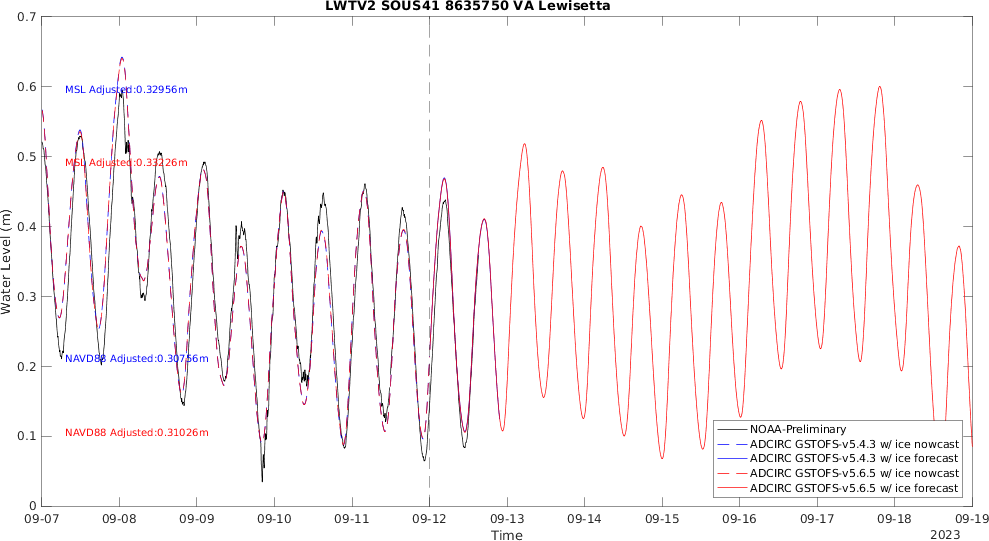 LWTV2 SOUS41 8635750 VA Lewisetta
0.7
0.6
0.5
0.4
0.3
0.2
0.1
0
Water Level (m)
MSL Adjusted:0.32956m
MSL Adjusted:0.33226m
NAVD88 Adjusted:0.30756m
NAVD88 Adjusted:0.31026m
NOAA-Preliminary
ADCIRC GSTOFS-v5.4.3 w/ ice nowcast
ADCIRC GSTOFS-v5.4.3 w/ ice forecast
ADCIRC GSTOFS-v5.6.5 w/ ice nowcast
ADCIRC GSTOFS-v5.6.5 w/ ice forecast
09-07 09-08 09-09 09-10 09-11 09-12 09-13 09-14 09-15 09-16 09-17 09-18 09-19
Time
2023